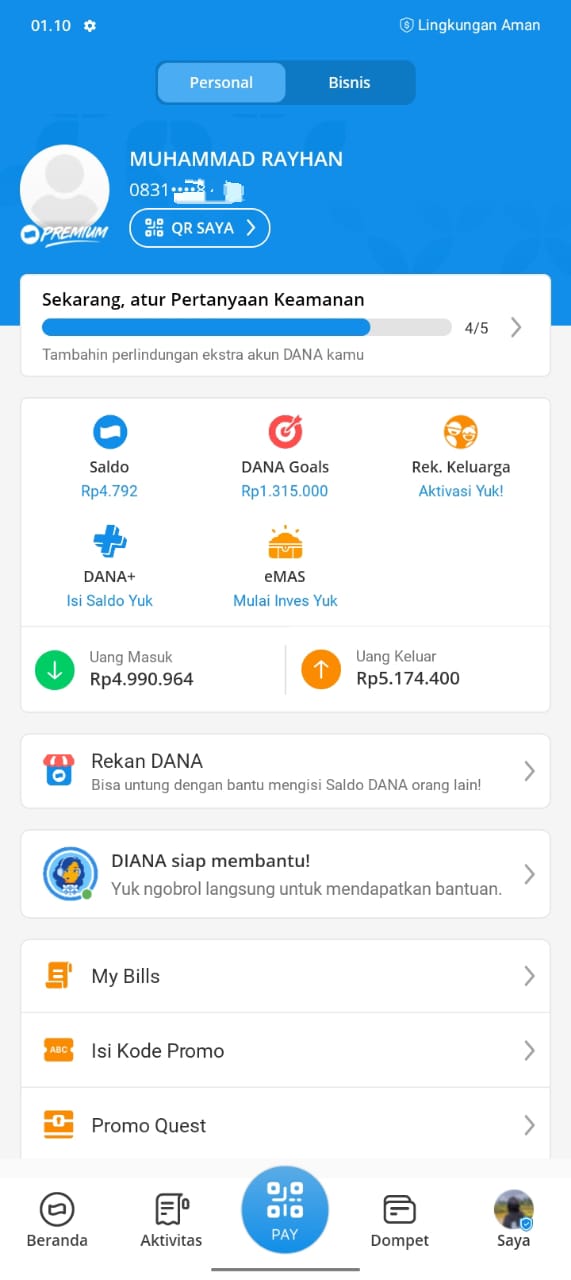 01.10
Lingkungan Aman
Personal
Bisnis
MUHAMMAD RAYHAN
0831
PREMIUM
QR SAYA
Sekarang, atur Pertanyaan Keamanan
4/5
Tambahin perlindungan ekstra akun DANA kamu
Saldo
DANA Goals
Rek. Keluarga
Rp4.792
Rp1.315.000
Aktivasi Yuk!
DANA+
eMAS
Isi Saldo Yuk
Mulai Inves Yuk
Uang Masuk
Rp4.990.964
Uang Keluar
Rp5.174.400
Rekan DANA
Bisa untung dengan bantu mengisi Saldo DANA orang lain!
DIANA siap membantu!
Yuk ngobrol langsung untuk mendapatkan bantuan.
My Bills
ABC
Isi Kode Promo
Promo Quest
PAY
Beranda
Aktivitas
Dompet
Saya